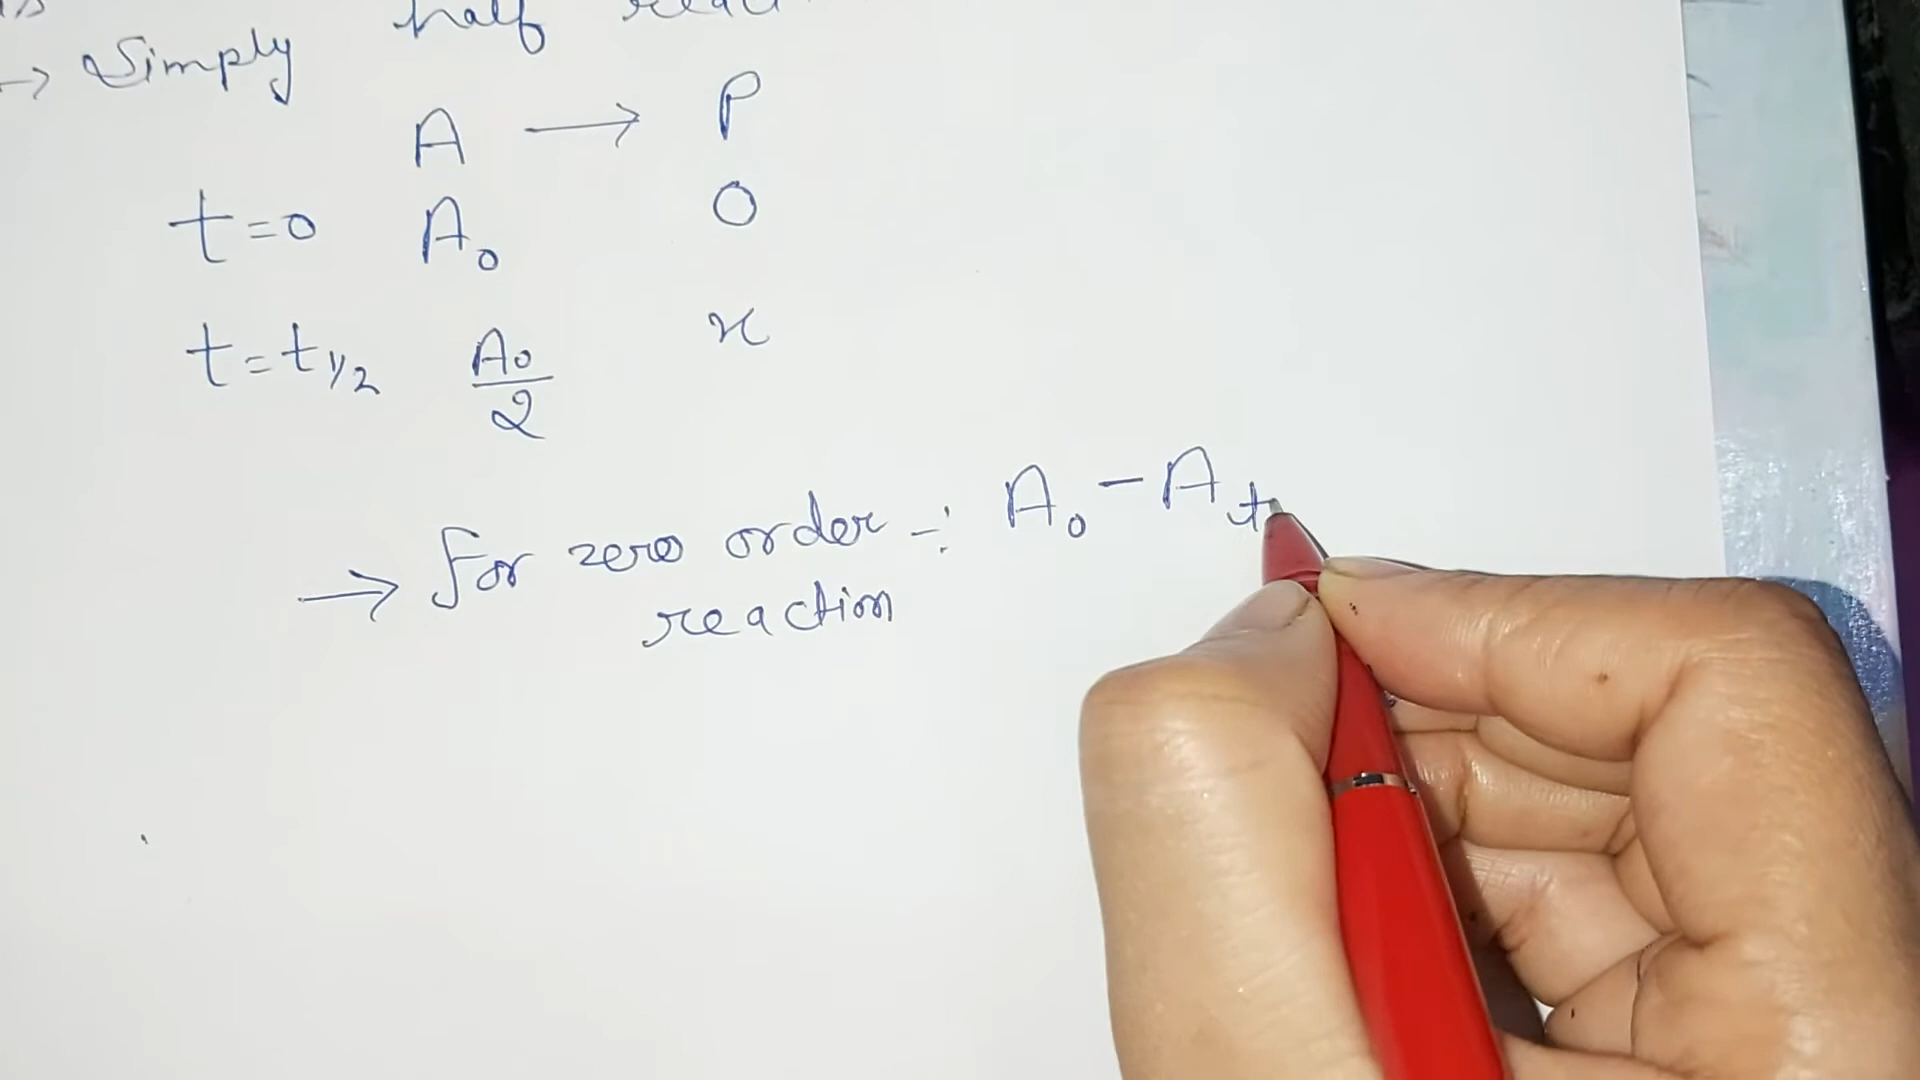 → Simply half
A → P
t=0 A₀ 0
t=t1/2 A₀/2 x
→ For zero order :- A₀ - At
reaction